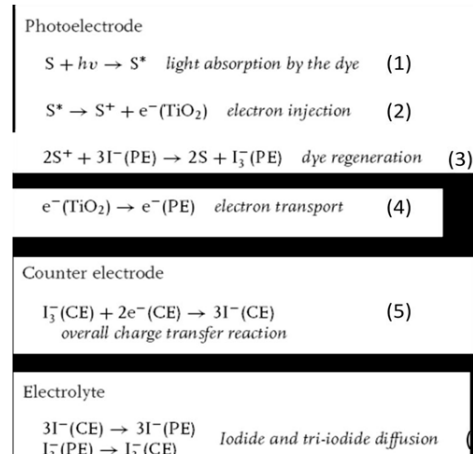 Photoelectrode
S + hν → S* light absorption by the dye (1)
S* → S⁺ + e⁻(TiO₂) electron injection (2)
2S⁺ + 3I⁻(PE) → 2S + I₃⁻(PE) dye regeneration (3)
e⁻(TiO₂) → e⁻(PE) electron transport (4)
Counter electrode
I₃⁻(CE) + 2e⁻(CE) → 3I⁻(CE) (5)
overall charge transfer reaction
Electrolyte
3I⁻(CE) → 3I⁻(PE)
I₃⁻(PE) → I₃⁻(CE) Iodide and tri-iodide diffusion (